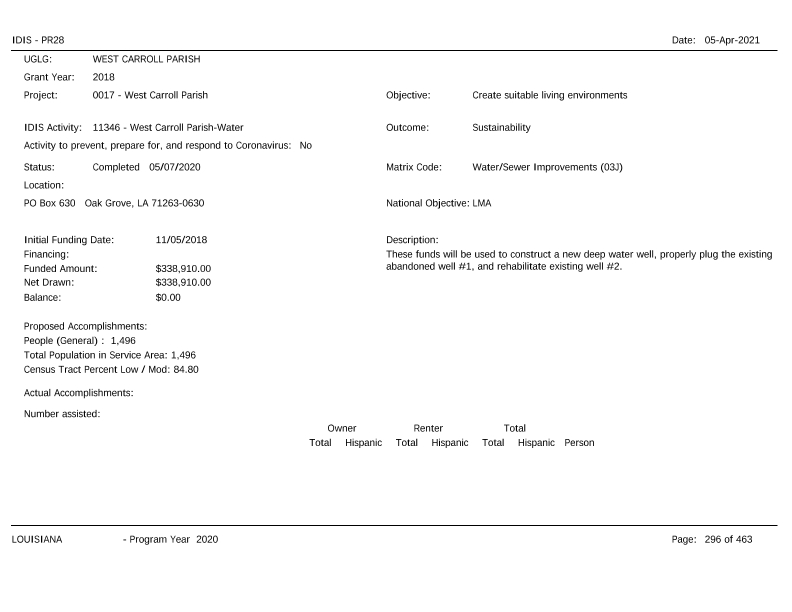 IDIS - PR28 Date: 05-Apr-2021
UGLG: WEST CARROLL PARISH
Grant Year: 2018
Project: 0017 - West Carroll Parish Objective: Create suitable living environments
IDIS Activity: 11346 - West Carroll Parish-Water Outcome: Sustainability
Activity to prevent, prepare for, and respond to Coronavirus: No
Status: Completed 05/07/2020 Matrix Code: Water/Sewer Improvements (03J)
Location:
PO Box 630 Oak Grove, LA 71263-0630 National Objective: LMA
Initial Funding Date: 11/05/2018 Description:
Financing: These funds will be used to construct a new deep water well, properly plug the existing
Funded Amount: $338,910.00 abandoned well #1, and rehabilitate existing well #2.
Net Drawn: $338,910.00
Balance: $0.00
Proposed Accomplishments:
People (General) : 1,496
Total Population in Service Area: 1,496
Census Tract Percent Low / Mod: 84.80
Actual Accomplishments:
Number assisted:
Owner Renter Total
Total Hispanic Total Hispanic Total Hispanic Person
LOUISIANA - Program Year 2020 Page: 296 of 463